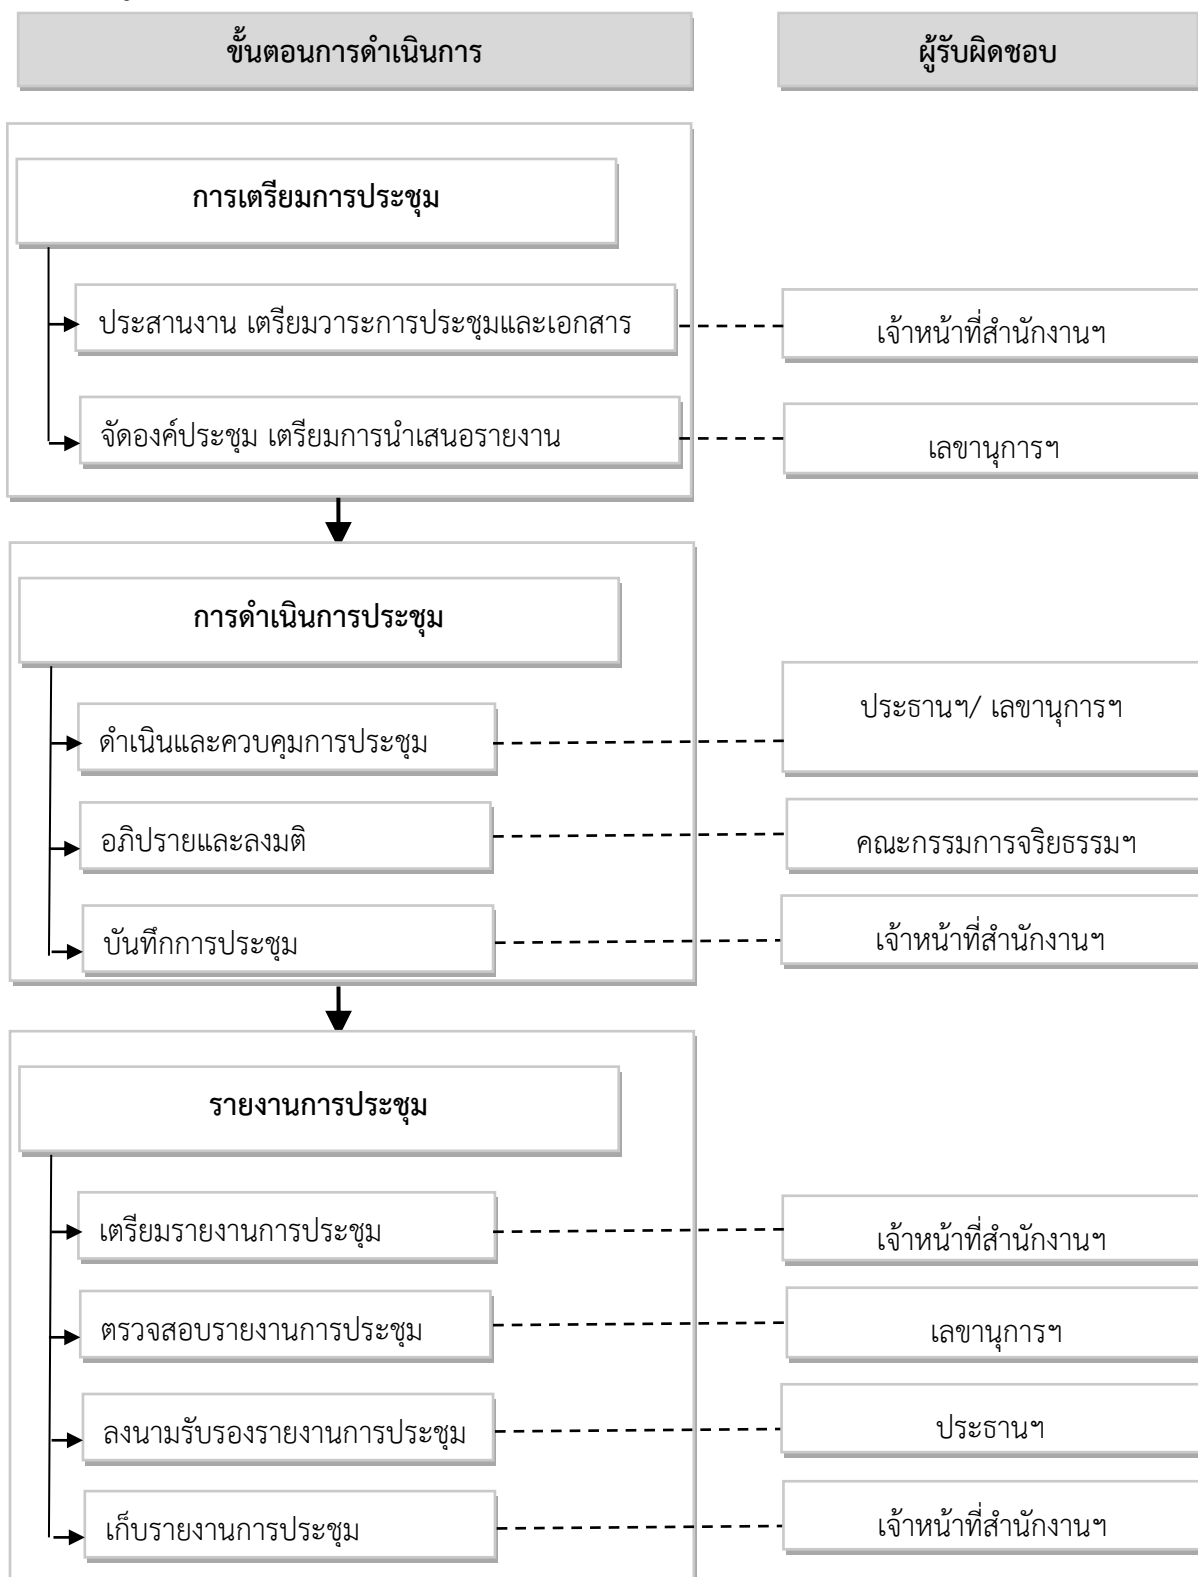 ขั้นตอนการดำเนินการ
ผู้รับผิดชอบ
การเตรียมการประชุม
ประสานงาน เตรียมวาระการประชุมและเอกสาร
เจ้าหน้าที่สำนักงานฯ
จัดองค์ประชุม เตรียมการนำเสนอรายงาน
เลขานุการฯ
การดำเนินการประชุม
ดำเนินและควบคุมการประชุม
ประธานฯ/ เลขานุการฯ
อภิปรายและลงมติ
คณะกรรมการจริยธรรมฯ
บันทึกการประชุม
เจ้าหน้าที่สำนักงานฯ
รายงานการประชุม
เตรียมรายงานการประชุม
เจ้าหน้าที่สำนักงานฯ
ตรวจสอบรายงานการประชุม
เลขานุการฯ
ลงนามรับรองรายงานการประชุม
ประธานฯ
เก็บรายงานการประชุม
เจ้าหน้าที่สำนักงานฯ